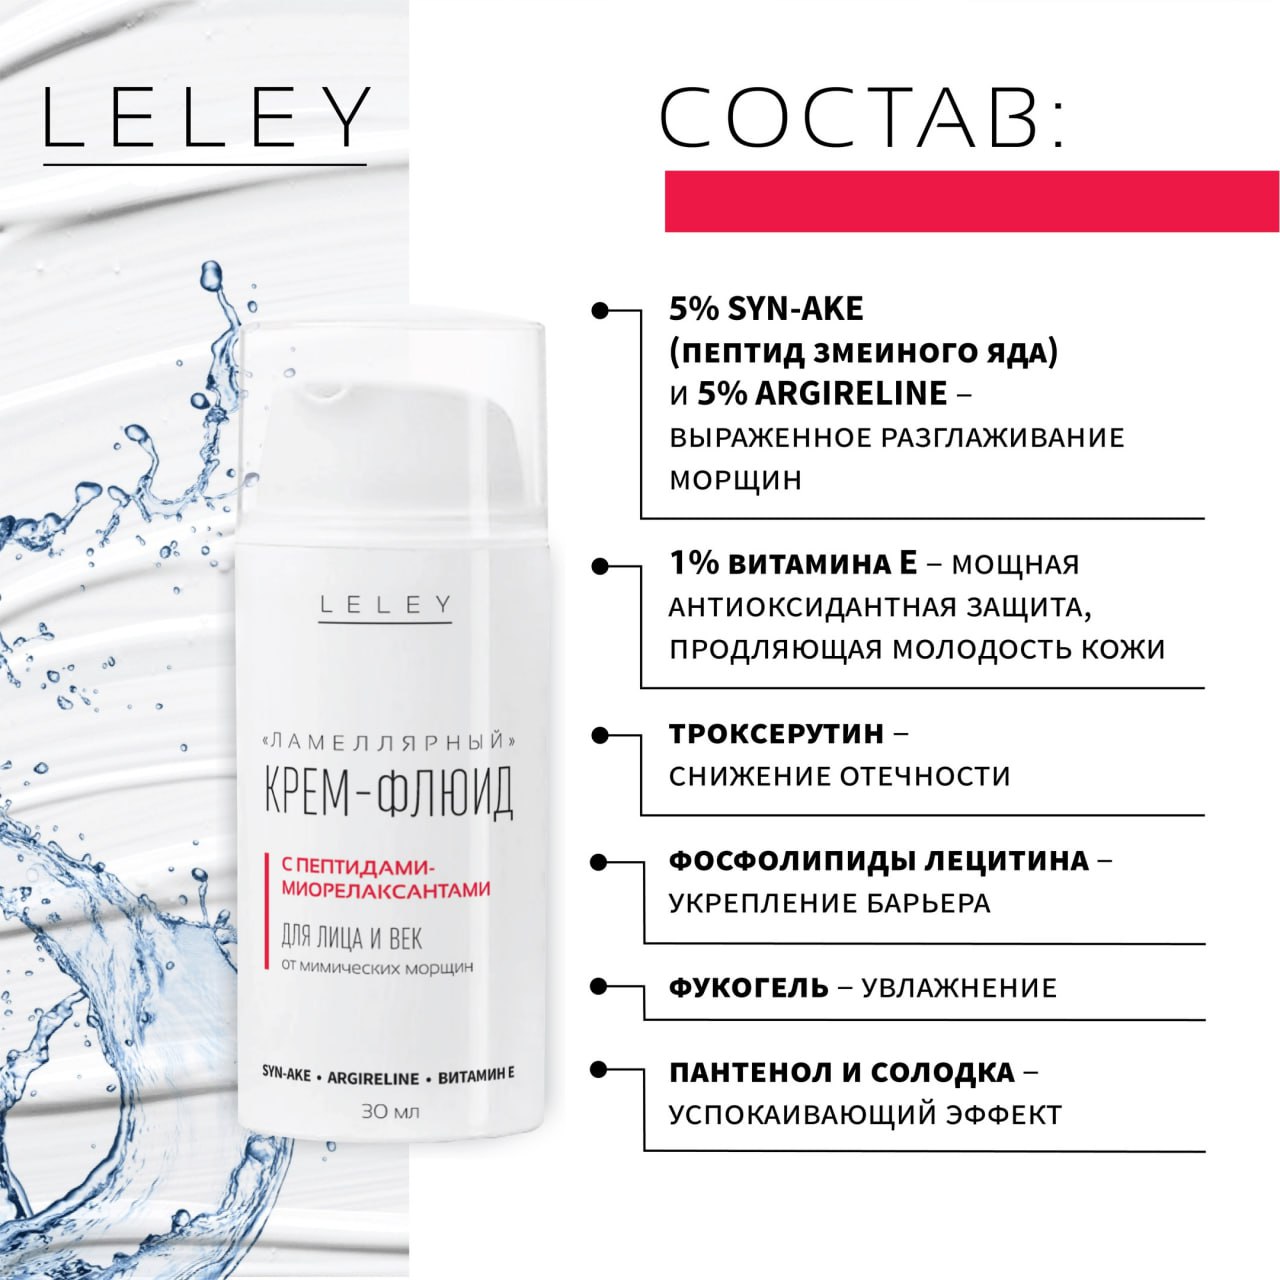 LELEY
СОСТАВ:
5% SYN-AKE
(ПЕПТИД ЗМЕИНОГО ЯДА)
И 5% ARGIRELINE –
ВЫРАЖЕННОЕ РАЗГЛАЖИВАНИЕ
МОРЩИН
1% ВИТАМИНА Е – МОЩНАЯ
АНТИОКСИДАНТНАЯ ЗАЩИТА,
ПРОДЛЯЮЩАЯ МОЛОДОСТЬ КОЖИ
ТРОКСЕРУТИН –
СНИЖЕНИЕ ОТЕЧНОСТИ
ФОСФОЛИПИДЫ ЛЕЦИТИНА –
УКРЕПЛЕНИЕ БАРЬЕРА
ФУКОГЕЛЬ – УВЛАЖНЕНИЕ
ПАНТЕНОЛ И СОЛОДКА –
УСПОКАИВАЮЩИЙ ЭФФЕКТ
LELEY
«ЛАМЕЛЛЯРНЫЙ»
КРЕМ-ФЛЮИД
С ПЕПТИДАМИ-
МИОРЕЛАКСАНТАМИ
ДЛЯ ЛИЦА И ВЕК
ОТ МИМИЧЕСКИХ МОРЩИН
SYN-AKE • ARGIRELINE • ВИТАМИН Е
30 МЛ